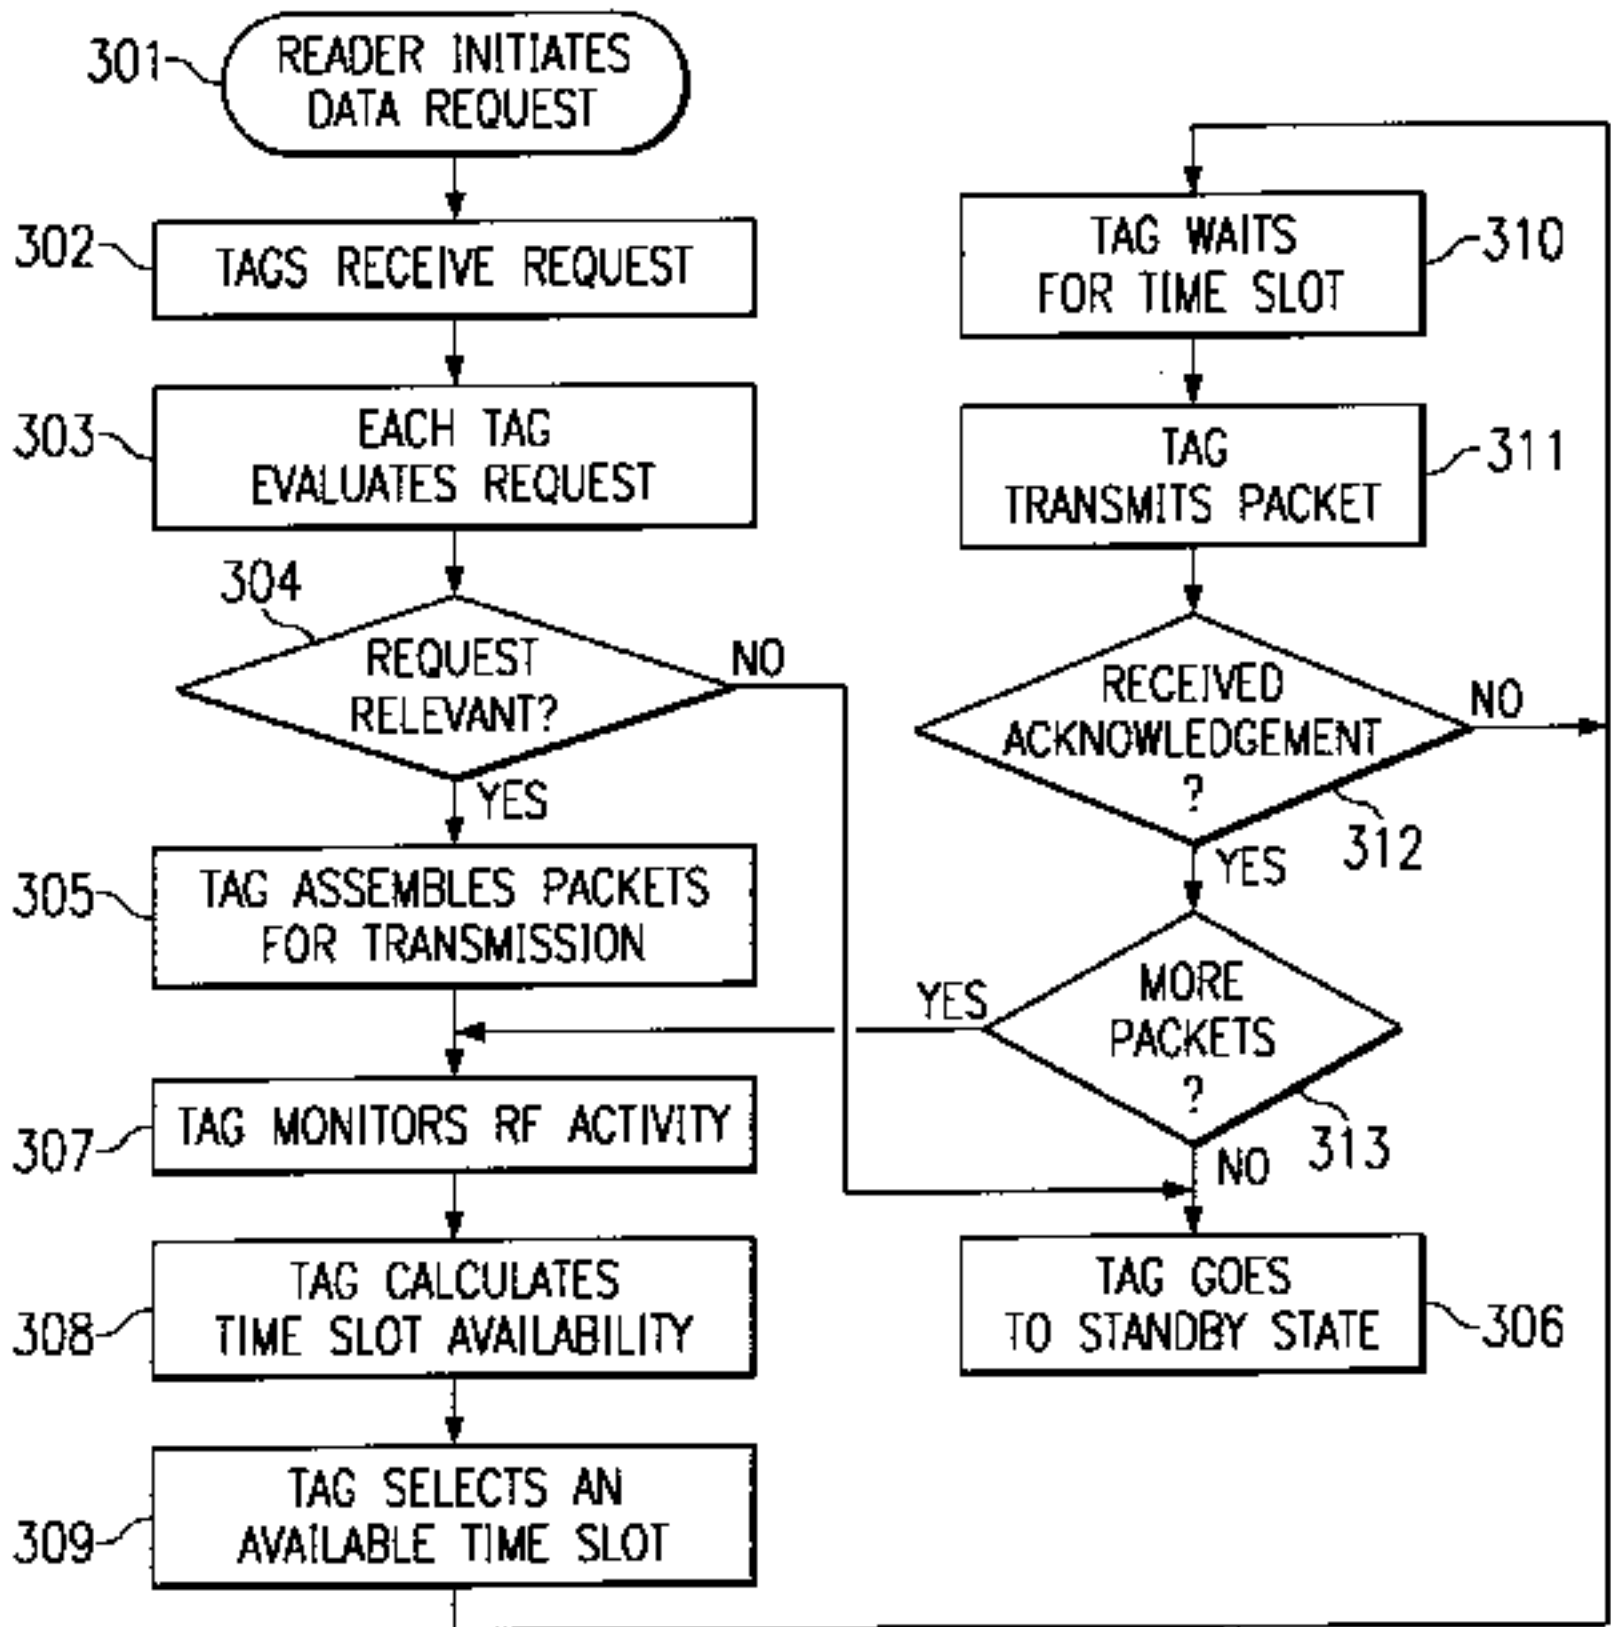 301
READER INITIATES
DATA REQUEST
302
TAGS RECEIVE REQUEST
303
EACH TAG
EVALUATES REQUEST
304
REQUEST
RELEVANT?
NO
YES
305
TAG ASSEMBLES PACKETS
FOR TRANSMISSION
307
TAG MONITORS RF ACTIVITY
308
TAG CALCULATES
TIME SLOT AVAILABILITY
309
TAG SELECTS AN
AVAILABLE TIME SLOT
TAG WAITS
FOR TIME SLOT
310
TAG
TRANSMITS PACKET
311
RECEIVED
ACKNOWLEDGEMENT
?
NO
312
YES
MORE
PACKETS
?
YES
313
NO
TAG GOES
TO STANDBY STATE
306